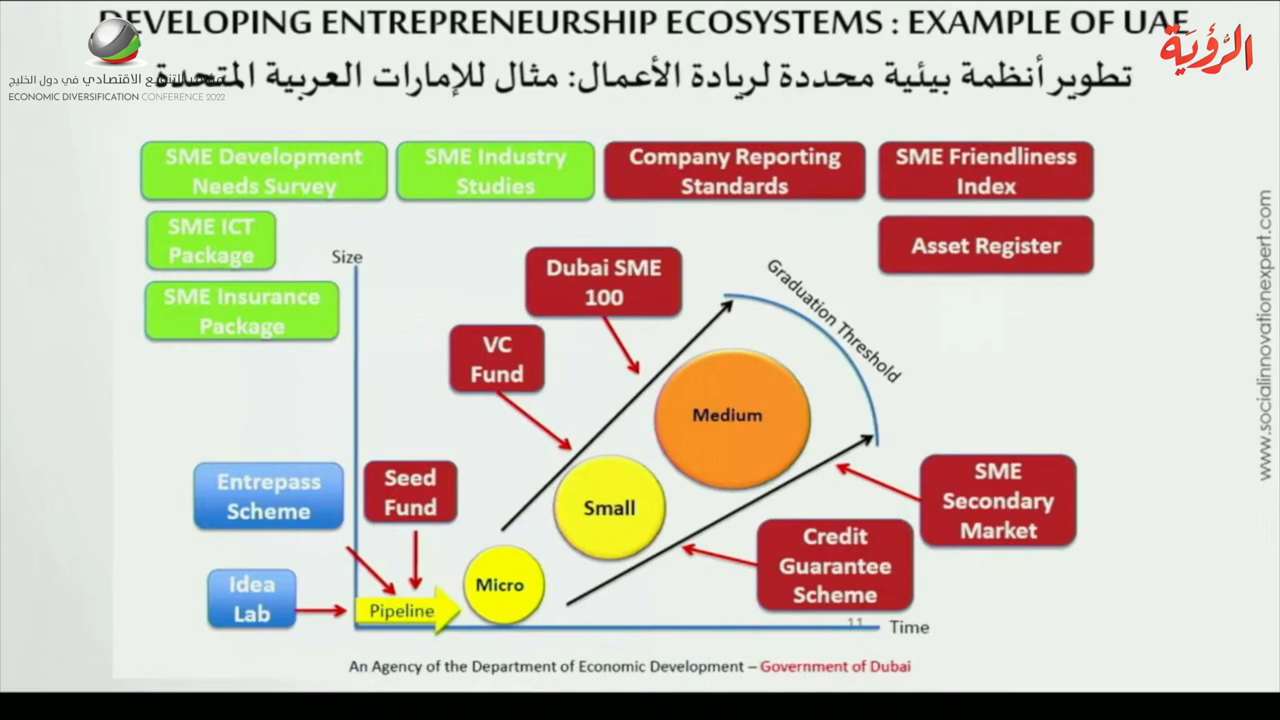 DEVELOPING ENTREPRENEURSHIP ECOSYSTEMS : EXAMPLE OF UAE
الرؤية
تطوير أنظمة بيئية محددة لريادة الأعمال: مثال للإمارات العربية المتحدة
الاقتصادي في دول الخليج
ECONOMIC DIVERSIFICATION CONFERENCE 2022
SME Development
Needs Survey
SME Industry
Studies
Company Reporting
Standards
SME Friendliness
Index
SME ICT
Package
Asset Register
SME Insurance
Package
Size
Dubai SME
100
Graduation Threshold
VC
Fund
Medium
www.socialinnovationexpert.com
Entrepass
Scheme
Seed
Fund
Small
SME
Secondary
Market
Credit
Guarantee
Scheme
Idea
Lab
Pipeline
Micro
11
Time
An Agency of the Department of Economic Development – Government of Dubai